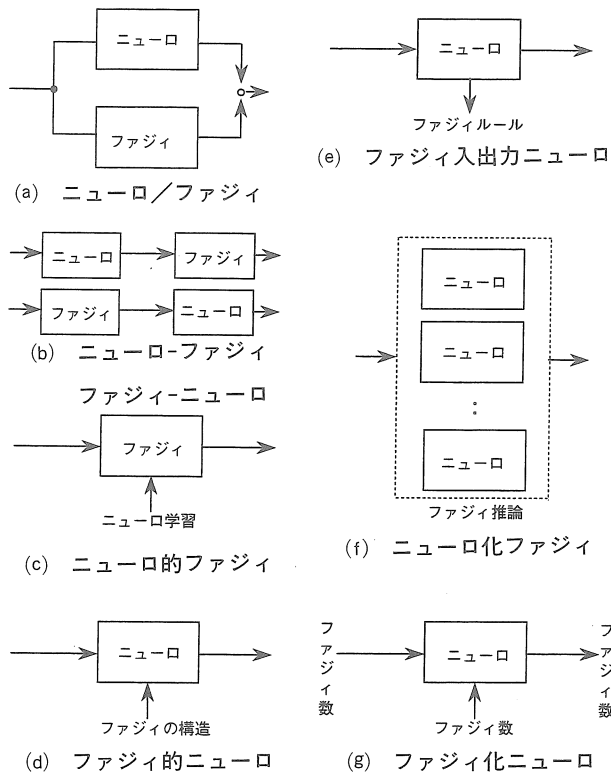 ニューロ
ファジィ
(a) ニューロ／ファジィ
ニューロ
ファジィ
ファジィ
ニューロ
(b) ニューロ-ファジィ
ファジィ-ニューロ
ファジィ
ニューロ学習
(c) ニューロ的ファジィ
ニューロ
ファジィの構造
(d) ファジィ的ニューロ
ニューロ
ファジィルール
(e) ファジィ入出力ニューロ
ニューロ
ニューロ
:
ニューロ
ファジィ推論
(f) ニューロ化ファジィ
ファジィ数
ニューロ
ファジィ数
ファジィ数
(g) ファジィ化ニューロ